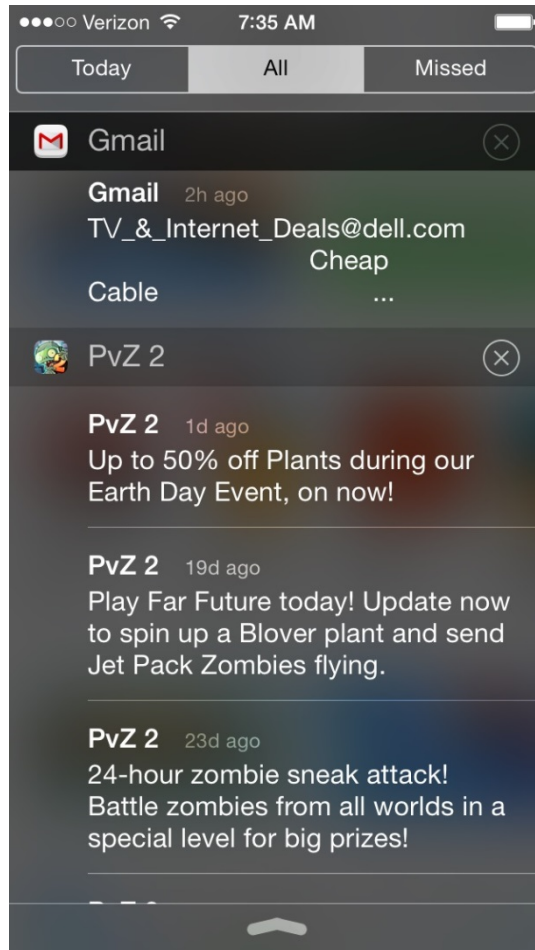 Verizon 7:35 AM
Today All Missed
Gmail
Gmail 2h ago
TV_&_Internet_Deals@dell.com
Cheap
Cable ...
PvZ 2
PvZ 2 1d ago
Up to 50% off Plants during our
Earth Day Event, on now!
PvZ 2 19d ago
Play Far Future today! Update now
to spin up a Blover plant and send
Jet Pack Zombies flying.
PvZ 2 23d ago
24-hour zombie sneak attack!
Battle zombies from all worlds in a
special level for big prizes!